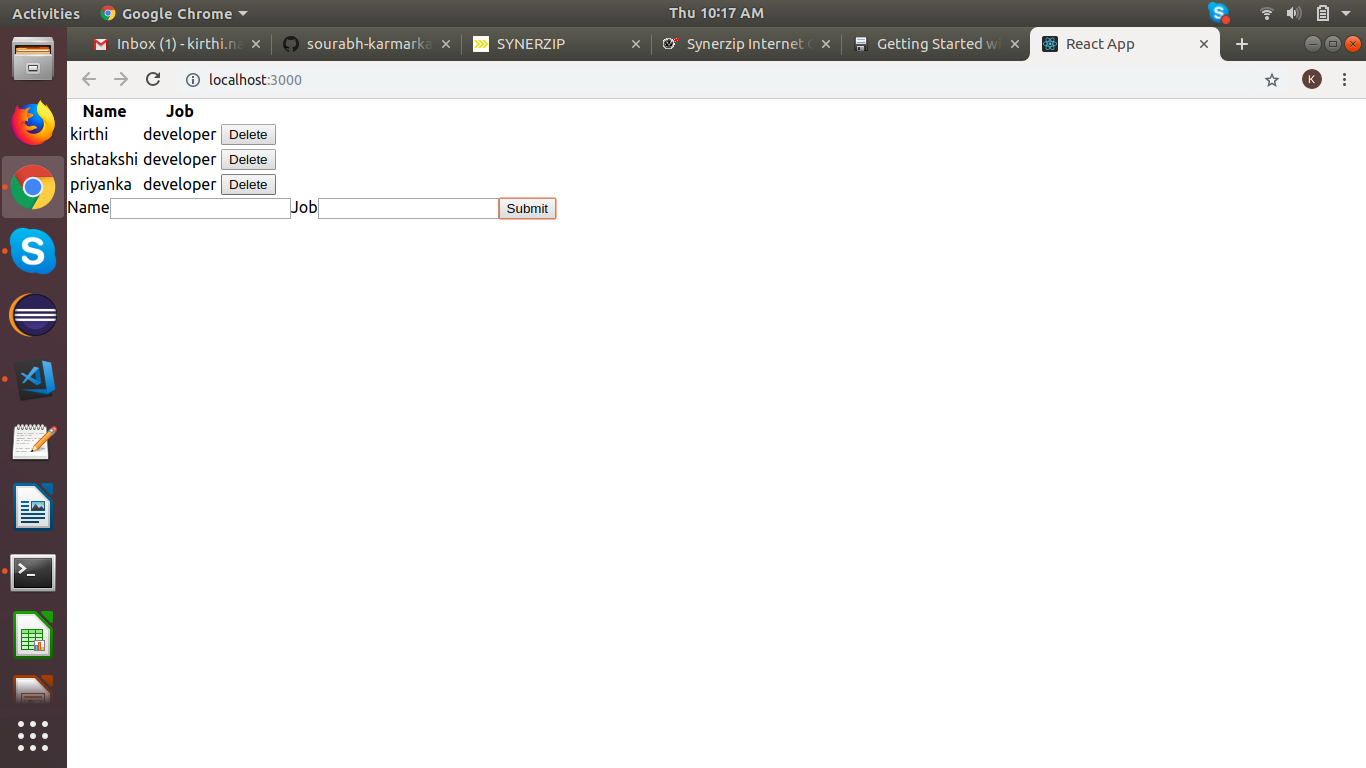 Activities Google Chrome Thu 10:17 AM
Inbox (1) - kirthi.na sourabh-karmarka SYNERZIP Synerzip Internet Getting Started wi React App
localhost:3000 K
Name Job
kirthi developer Delete
shatakshi developer Delete
priyanka developer Delete
Name Job Submit